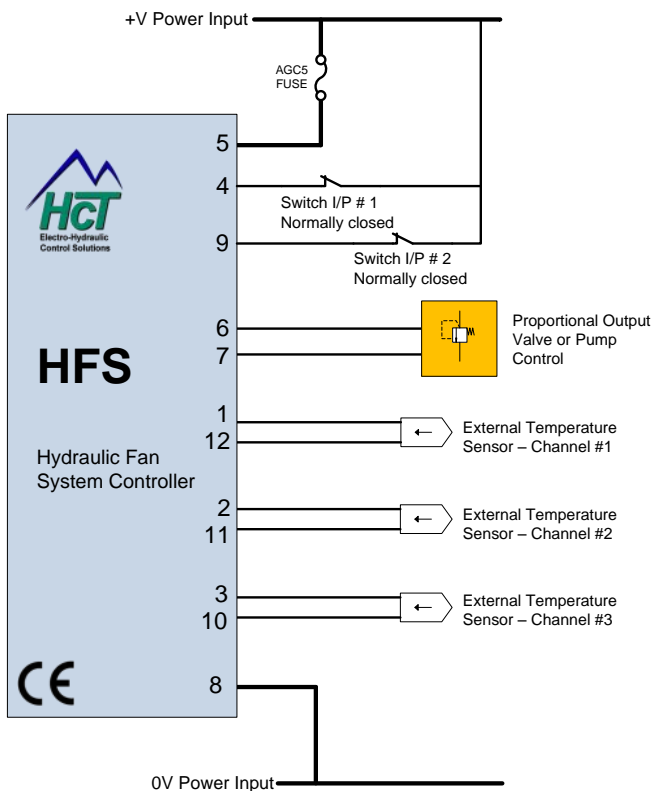 +V Power Input
AGC5
FUSE
5
4
Switch I/P # 1
Normally closed
9
Switch I/P # 2
Normally closed
HCT
Electro-Hydraulic
Control Solutions
6
7
Proportional Output
Valve or Pump
Control
HFS
1
12
External Temperature
Sensor – Channel #1
Hydraulic Fan
System Controller
2
11
External Temperature
Sensor – Channel #2
3
10
External Temperature
Sensor – Channel #3
CE
8
0V Power Input